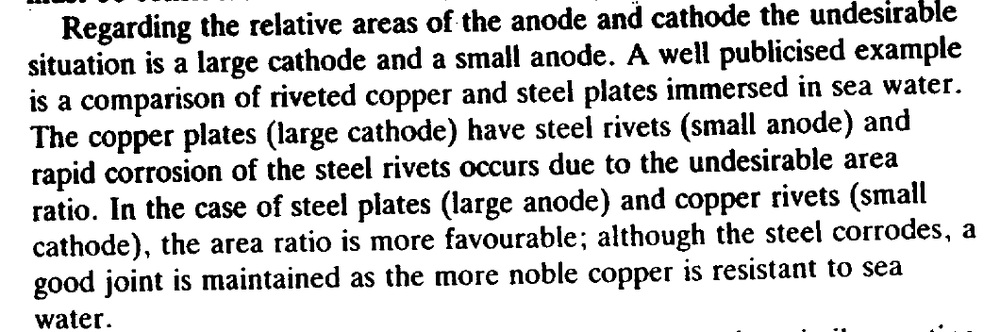 Regarding the relative areas of the anode and cathode the undesirable
situation is a large cathode and a small anode. A well publicised example
is a comparison of riveted copper and steel plates immersed in sea water.
The copper plates (large cathode) have steel rivets (small anode) and
rapid corrosion of the steel rivets occurs due to the undesirable area
ratio. In the case of steel plates (large anode) and copper rivets (small
cathode), the area ratio is more favourable; although the steel corrodes, a
good joint is maintained as the more noble copper is resistant to sea
water.